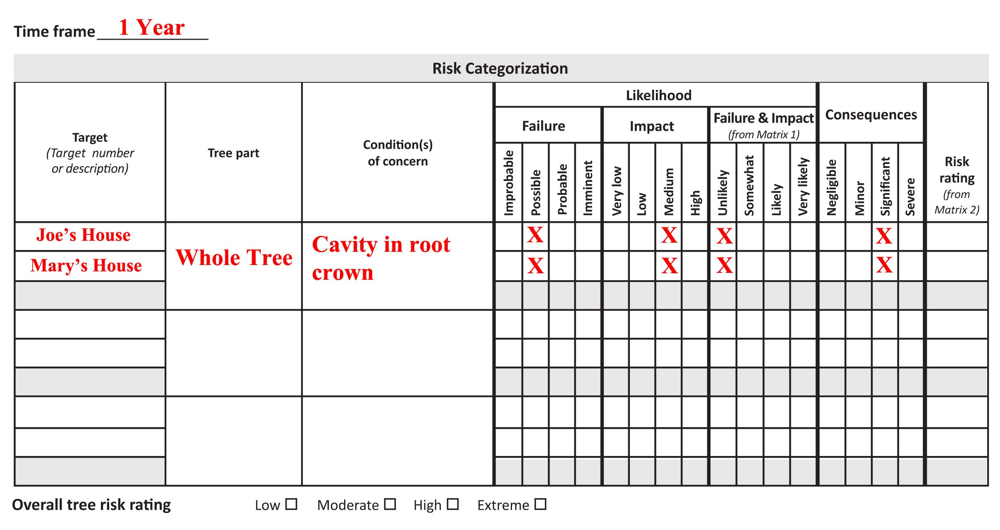 Time frame 1 Year
Risk Categorization
Likelihood
Failure
Impact
Failure & Impact
(from Matrix 1)
Consequences
Target
(Target number
or description)
Tree part
Condition(s)
of concern
Improbable
Possible
Probable
Imminent
Very low
Low
Medium
High
Unlikely
Somewhat
Likely
Very likely
Negligible
Minor
Significant
Severe
Risk
rating
(from
Matrix 2)
Joe’s House
X X X X
Mary’s House
X X X X
Whole Tree
Cavity in root
crown
Overall tree risk rating Low Moderate High Extreme